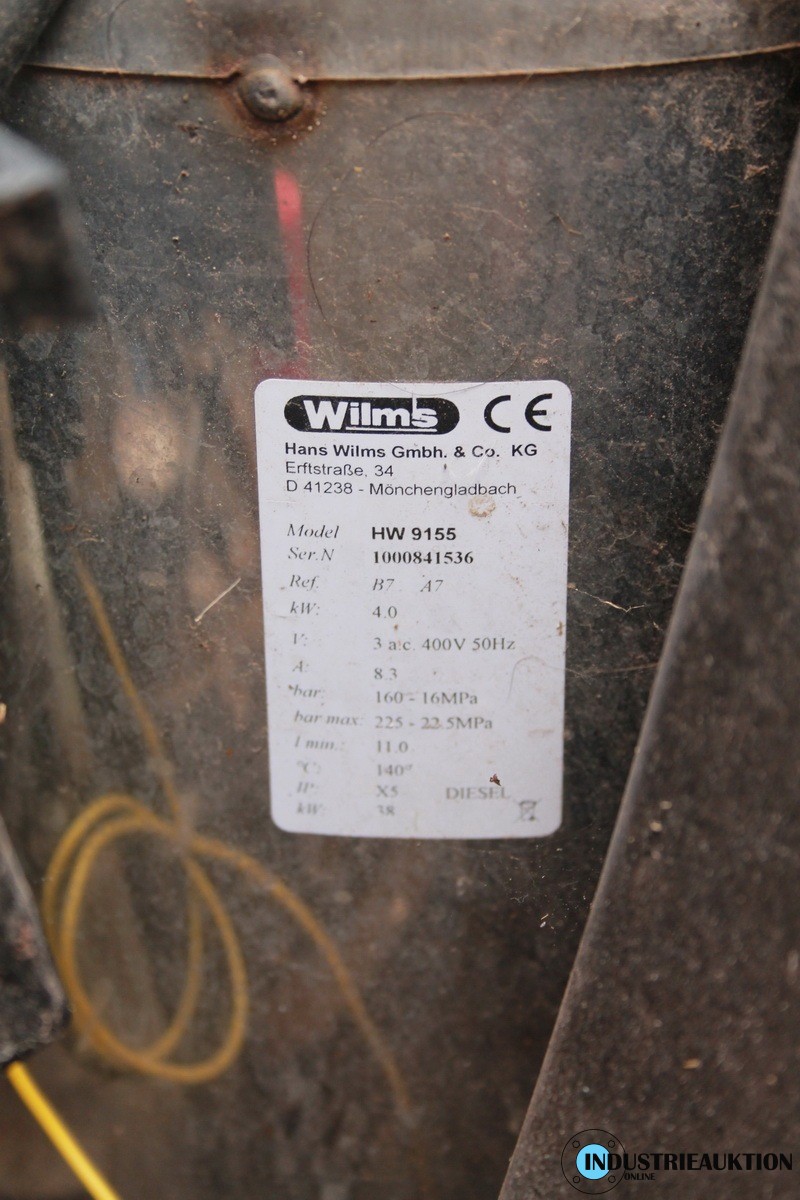 Wilms CE
Hans Wilms Gmbh. & Co. KG
Erftstraße, 34
D 41238 - Mönchengladbach
Model HW 9155
Ser.N 1000841536
Ref. B7 A7
kW: 4.0
V: 3 a.c. 400V 50Hz
A: 8.3
bar: 160 - 16MPa
bar max: 225 - 22.5MPa
l min.: 11.0
°C: 140°
IP: X5 DIESEL
kW: 38
INDUSTRIEAUKTION
ONLINE